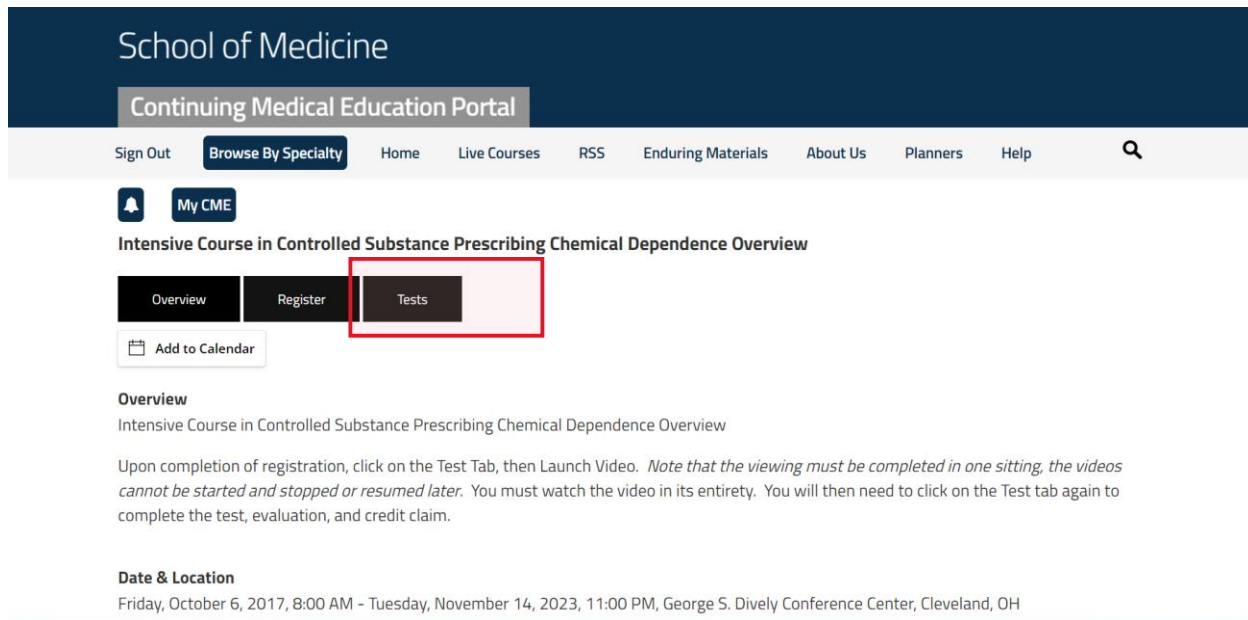 School of Medicine
Continuing Medical Education Portal
Sign Out Browse By Specialty Home Live Courses RSS Enduring Materials About Us Planners Help
My CME
Intensive Course in Controlled Substance Prescribing Chemical Dependence Overview
Overview Register Tests
Add to Calendar
Overview
Intensive Course in Controlled Substance Prescribing Chemical Dependence Overview
Upon completion of registration, click on the Test Tab, then Launch Video. Note that the viewing must be completed in one sitting, the videos
cannot be started and stopped or resumed later. You must watch the video in its entirety. You will then need to click on the Test tab again to
complete the test, evaluation, and credit claim.
Date & Location
Friday, October 6, 2017, 8:00 AM - Tuesday, November 14, 2023, 11:00 PM, George S. Dively Conference Center, Cleveland, OH